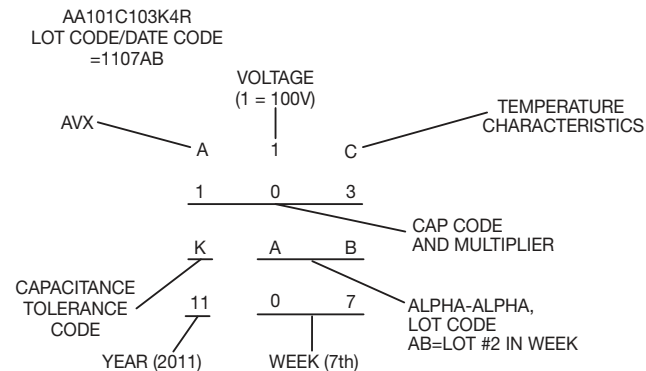 AA101C103K4R
LOT CODE/DATE CODE
=1107AB
VOLTAGE
(1 = 100V)
TEMPERATURE
CHARACTERISTICS
AVX
A 1 C
1 0 3
CAP CODE
AND MULTIPLIER
K A B
CAPACITANCE
TOLERANCE
CODE
11 0 7
ALPHA-ALPHA,
LOT CODE
AB=LOT #2 IN WEEK
YEAR (2011)
WEEK (7th)